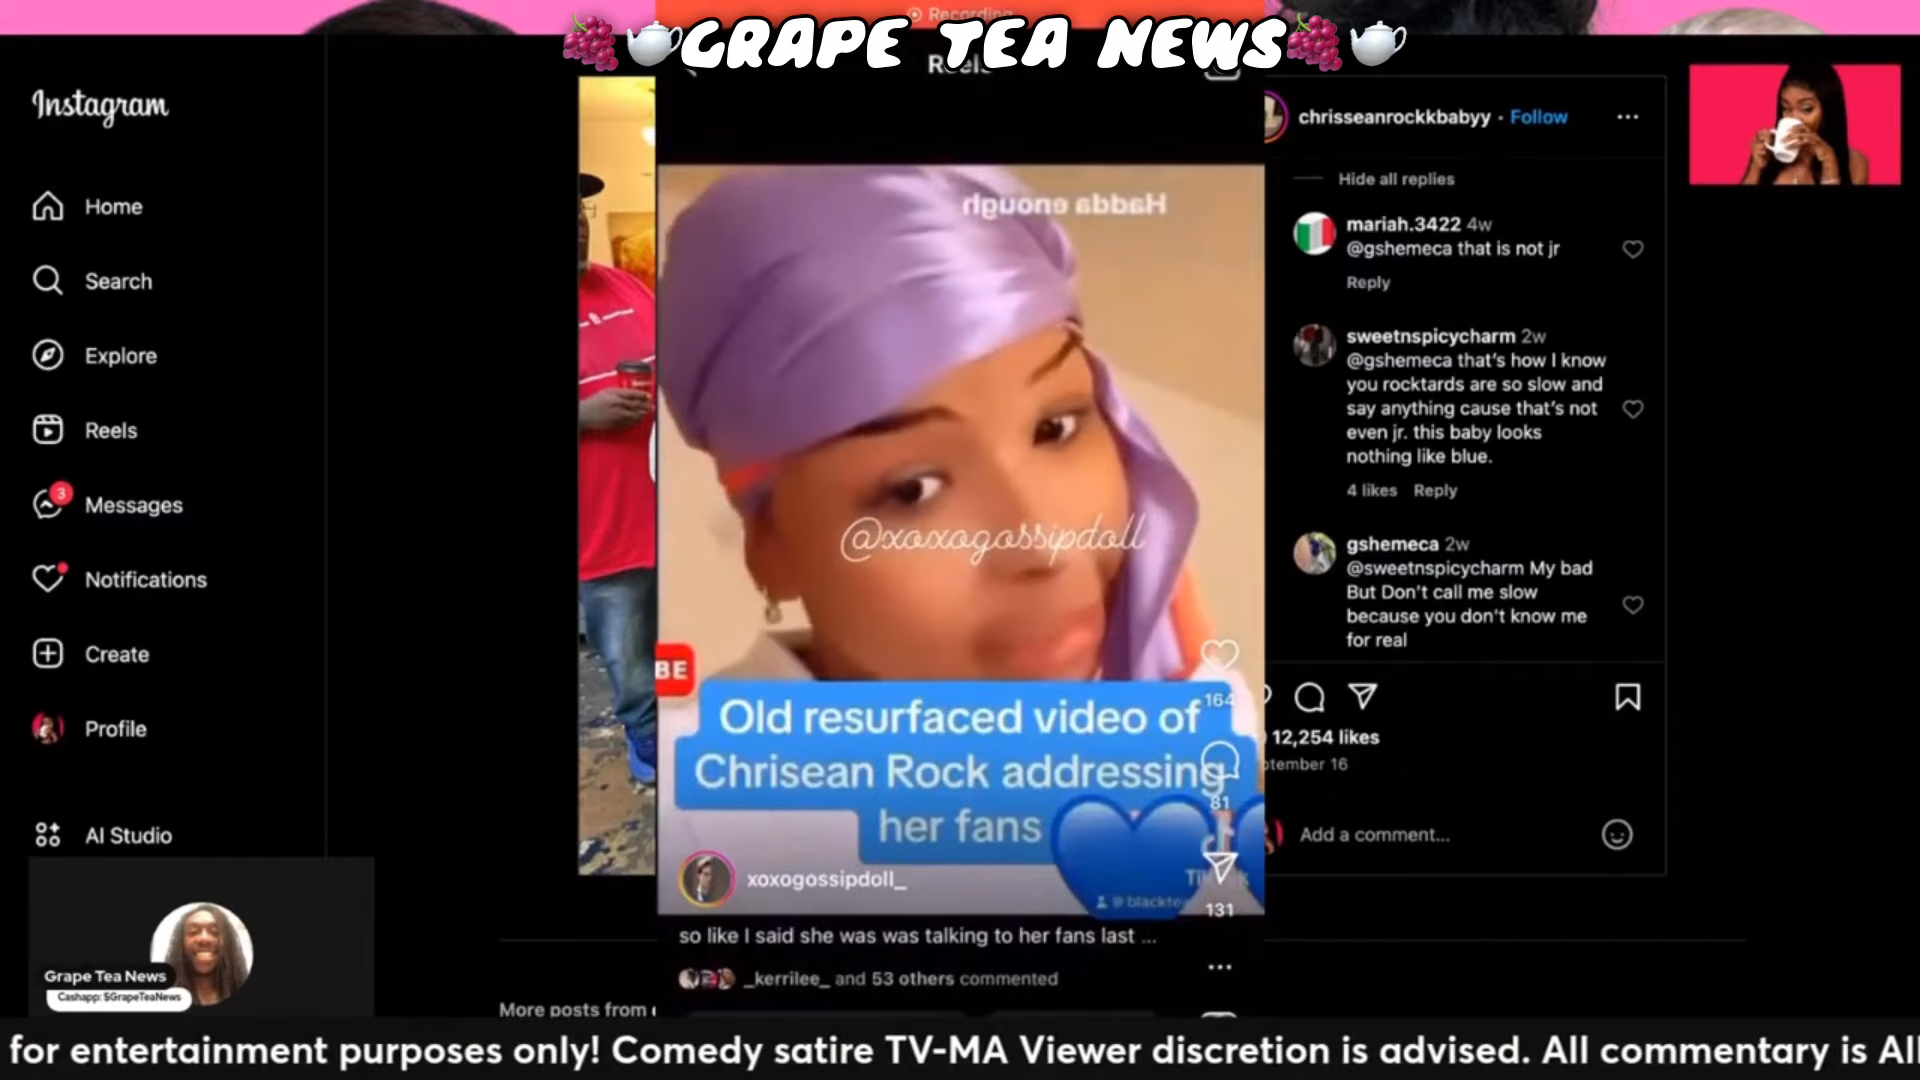 Recording
GRAPE TEA NEWS
Reels
Instagram
Home
Search
Explore
Reels
3
Messages
Notifications
Create
Profile
AI Studio
Grape Tea News
Cashapp: $GrapeTeaNews
Habda enough
@xoxogossipdoll
BE
Old resurfaced video of
Chrisean Rock addressing
her fans
164
81
131
xoxogossipdoll_
so like I said she was was talking to her fans last ...
_kerrilee_ and 53 others commented
More posts from
chrisseanrockkbabyy · Follow
Hide all replies
mariah.3422 4w
@gshemeca that is not jr
Reply
sweetnspicycharm 2w
@gshemeca that's how I know
you rocktards are so slow and
say anything cause that's not
even jr. this baby looks
nothing like blue.
4 likes Reply
gshemeca 2w
@sweetnspicycharm My bad
But Don't call me slow
because you don't know me
for real
12,254 likes
tember 16
Add a comment...
for entertainment purposes only! Comedy satire TV-MA Viewer discretion is advised. All commentary is All